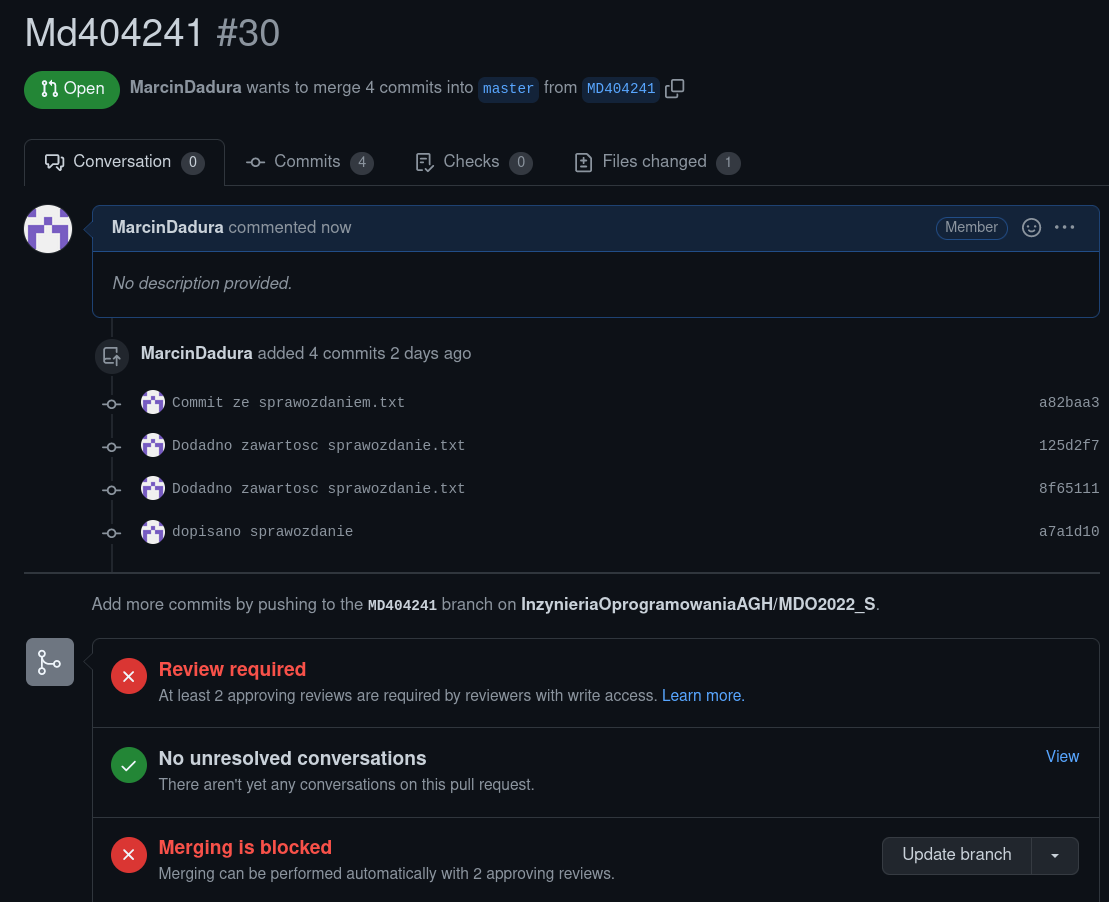 Md404241 #30
Open MarcinDadura wants to merge 4 commits into master from MD404241
Conversation 0 Commits 4 Checks 0 Files changed 1
MarcinDadura commented now Member
No description provided.
MarcinDadura added 4 commits 2 days ago
Commit ze sprawozdaniem.txt a82baa3
Dodadno zawartosc sprawozdanie.txt 125d2f7
Dodadno zawartosc sprawozdanie.txt 8f65111
dopisano sprawozdanie a7a1d10
Add more commits by pushing to the MD404241 branch on InzynieriaOprogramowaniaAGH/MDO2022_S.
Review required
At least 2 approving reviews are required by reviewers with write access. Learn more.
No unresolved conversations View
There aren't yet any conversations on this pull request.
Merging is blocked
Update branch
Merging can be performed automatically with 2 approving reviews.